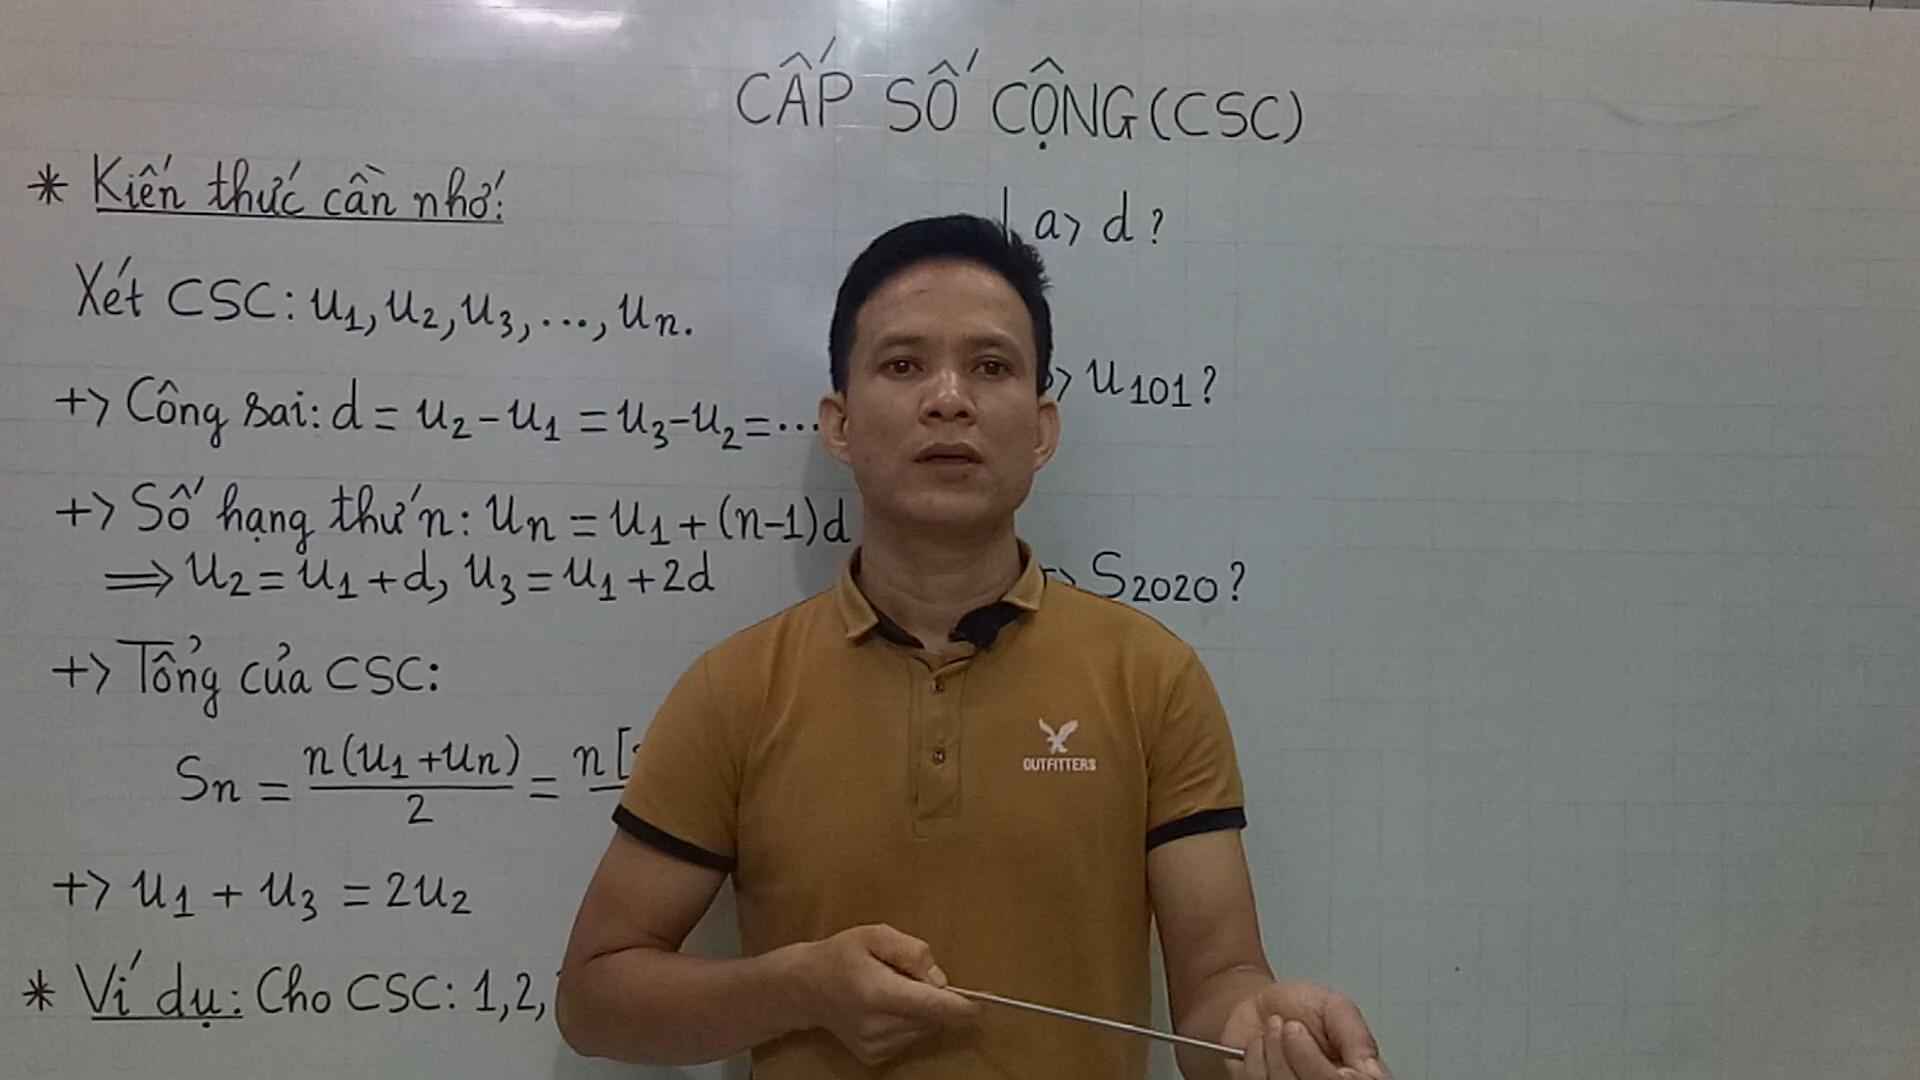 CẤP SỐ CỘNG (CSC)
* Kiến thức cần nhớ:
Xét CSC: u₁, u₂, u₃, ..., uₙ.
+> Công sai: d = u₂ - u₁ = u₃ - u₂ = ...
+> Số hạng thứ n: uₙ = u₁ + (n-1)d
=> u₂ = u₁ + d, u₃ = u₁ + 2d
+> Tổng của CSC:
Sₙ = n(u₁ + uₙ)/2 = n[
+> u₁ + u₃ = 2u₂
* Ví dụ: Cho CSC: 1, 2,
a> d ?
> u₁₀₁ ?
> S₂₀₂₀ ?
OUTFITTERS